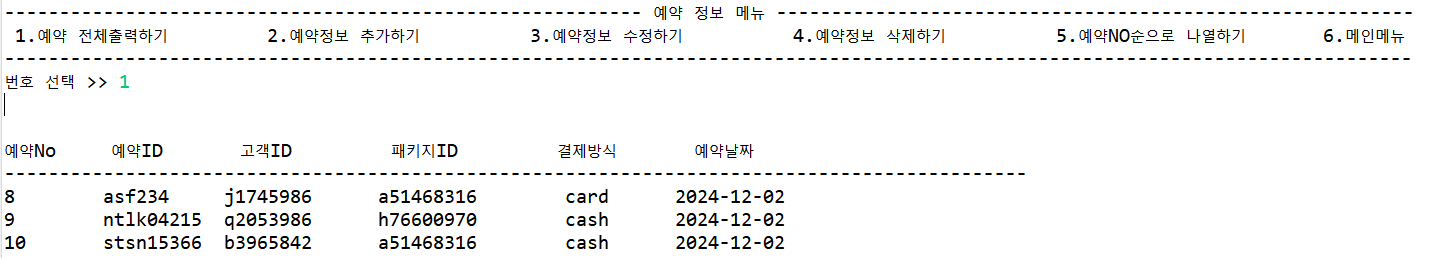 --------------------------------------------------------- 예약 정보 메뉴 ---------------------------------------------------------
1.예약 전체출력하기 2.예약정보 추가하기 3.예약정보 수정하기 4.예약정보 삭제하기 5.예약NO순으로 나열하기 6.메인메뉴
--------------------------------------------------------------------------------------------------------------------------------
번호 선택 >> 1
예약No 예약ID 고객ID 패키지ID 결제방식 예약날짜
---------------------------------------------------------------------------------------------
8 asf234 j1745986 a51468316 card 2024-12-02
9 ntlk04215 q2053986 h76600970 cash 2024-12-02
10 stsn15366 b3965842 a51468316 cash 2024-12-02